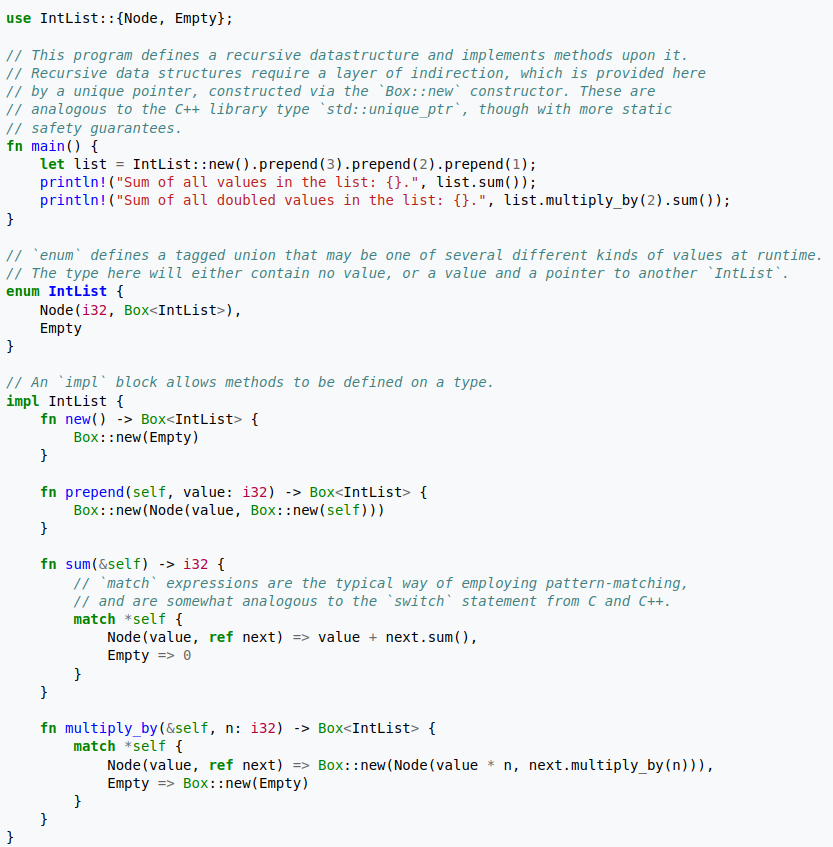 use IntList::{Node, Empty};

// This program defines a recursive datastructure and implements methods upon it.
// Recursive data structures require a layer of indirection, which is provided here
// by a unique pointer, constructed via the `Box::new` constructor. These are
// analogous to the C++ library type `std::unique_ptr`, though with more static
// safety guarantees.
fn main() {
    let list = IntList::new().prepend(3).prepend(2).prepend(1);
    println!("Sum of all values in the list: {}.", list.sum());
    println!("Sum of all doubled values in the list: {}.", list.multiply_by(2).sum());
}

// `enum` defines a tagged union that may be one of several different kinds of values at runtime.
// The type here will either contain no value, or a value and a pointer to another `IntList`.
enum IntList {
    Node(i32, Box<IntList>),
    Empty
}

// An `impl` block allows methods to be defined on a type.
impl IntList {
    fn new() -> Box<IntList> {
        Box::new(Empty)
    }

    fn prepend(self, value: i32) -> Box<IntList> {
        Box::new(Node(value, Box::new(self)))
    }

    fn sum(&self) -> i32 {
        // `match` expressions are the typical way of employing pattern-matching,
        // and are somewhat analogous to the `switch` statement from C and C++.
        match *self {
            Node(value, ref next) => value + next.sum(),
            Empty => 0
        }
    }

    fn multiply_by(&self, n: i32) -> Box<IntList> {
        match *self {
            Node(value, ref next) => Box::new(Node(value * n, next.multiply_by(n))),
            Empty => Box::new(Empty)
        }
    }
}